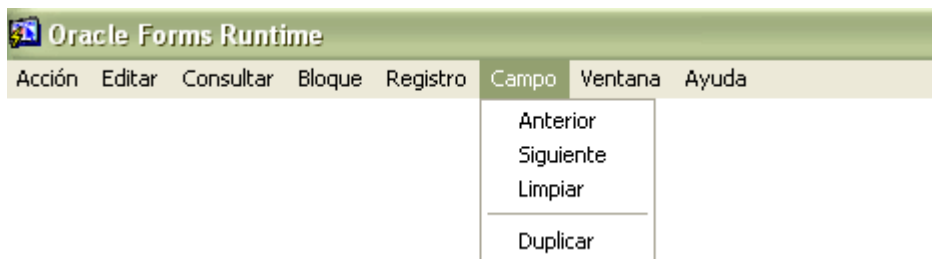 Oracle Forms Runtime
Acción Editar Consultar Bloque Registro Campo Ventana Ayuda
Anterior
Siguiente
Limpiar
Duplicar